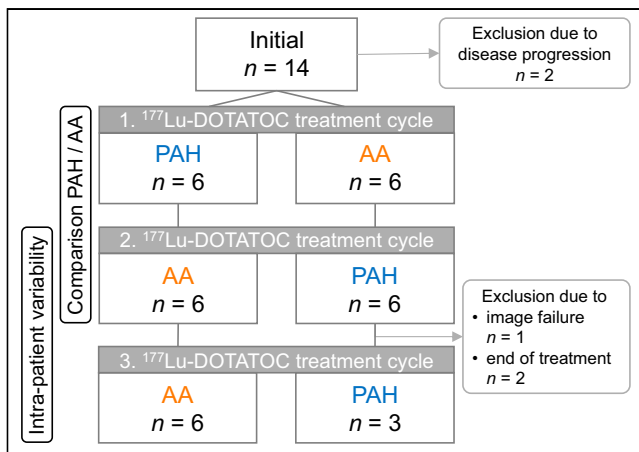 Initial
n = 14
Exclusion due to
disease progression
n = 2
1. ¹⁷⁷Lu-DOTATOC treatment cycle
PAH
n = 6
AA
n = 6
2. ¹⁷⁷Lu-DOTATOC treatment cycle
AA
n = 6
PAH
n = 6
Exclusion due to
• image failure
n = 1
• end of treatment
n = 2
3. ¹⁷⁷Lu-DOTATOC treatment cycle
AA
n = 6
PAH
n = 3
Comparison PAH / AA
Intra-patient variability